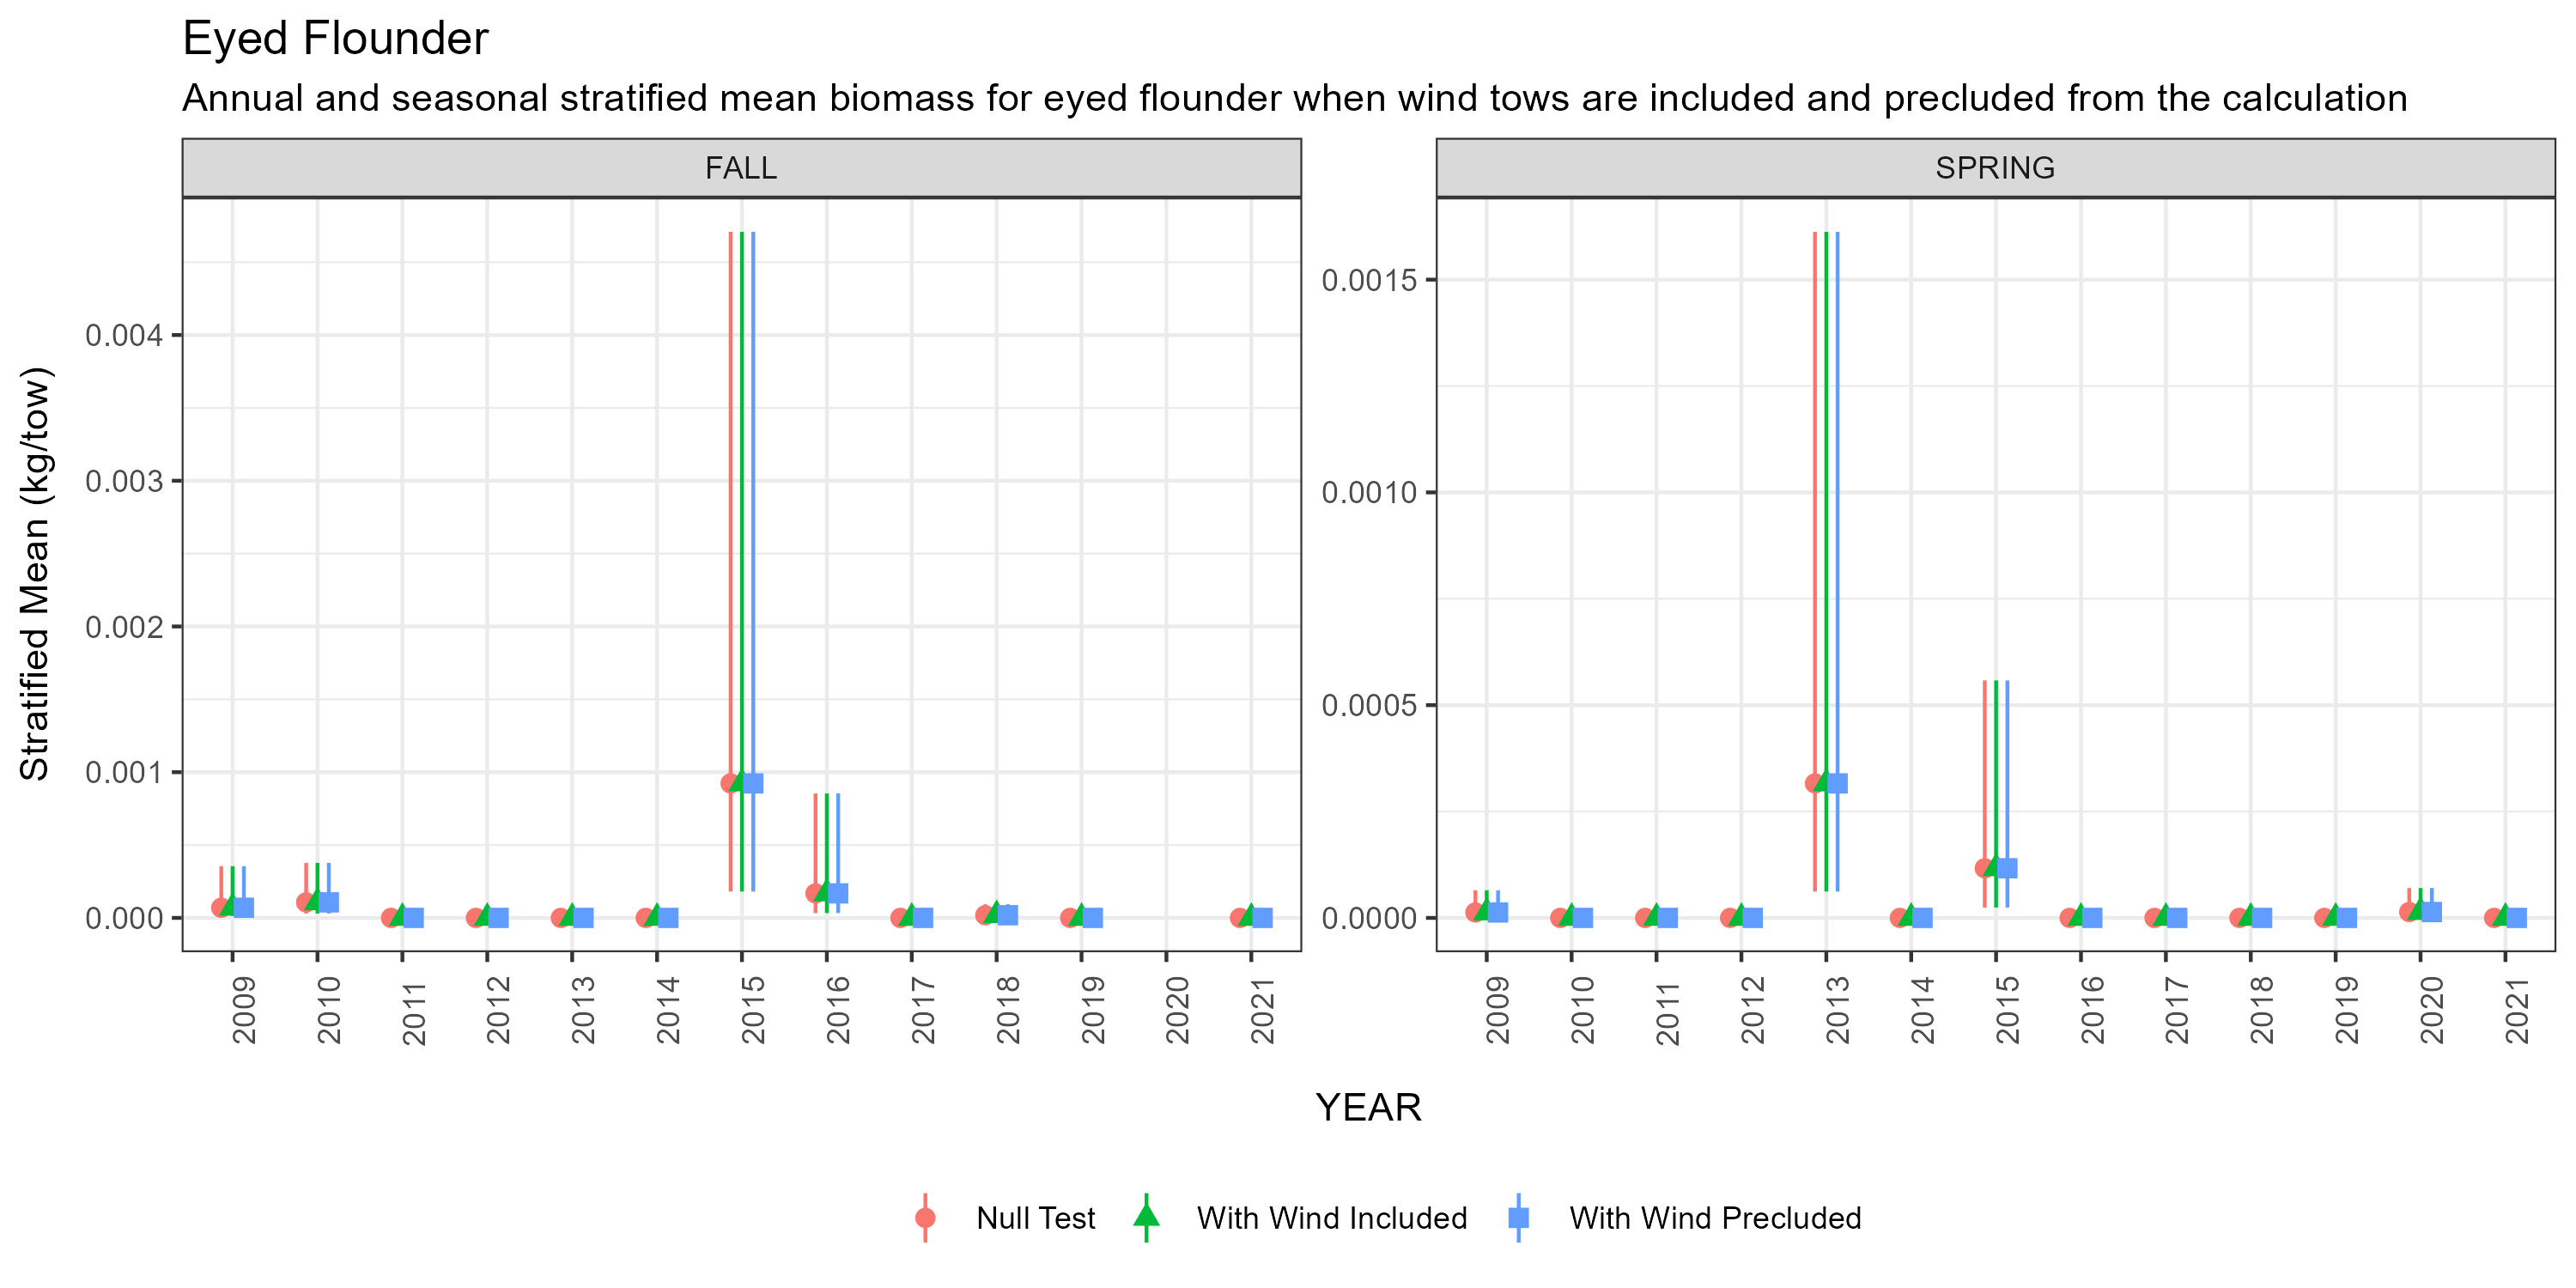 Eyed Flounder
Annual and seasonal stratified mean biomass for eyed flounder when wind tows are included and precluded from the calculation
FALL
SPRING
Stratified Mean (kg/tow)
0.004
0.003
0.002
0.001
0.000
0.0015
0.0010
0.0005
0.0000
2009 2010 2011 2012 2013 2014 2015 2016 2017 2018 2019 2020 2021
2009 2010 2011 2012 2013 2014 2015 2016 2017 2018 2019 2020 2021
YEAR
Null Test With Wind Included With Wind Precluded